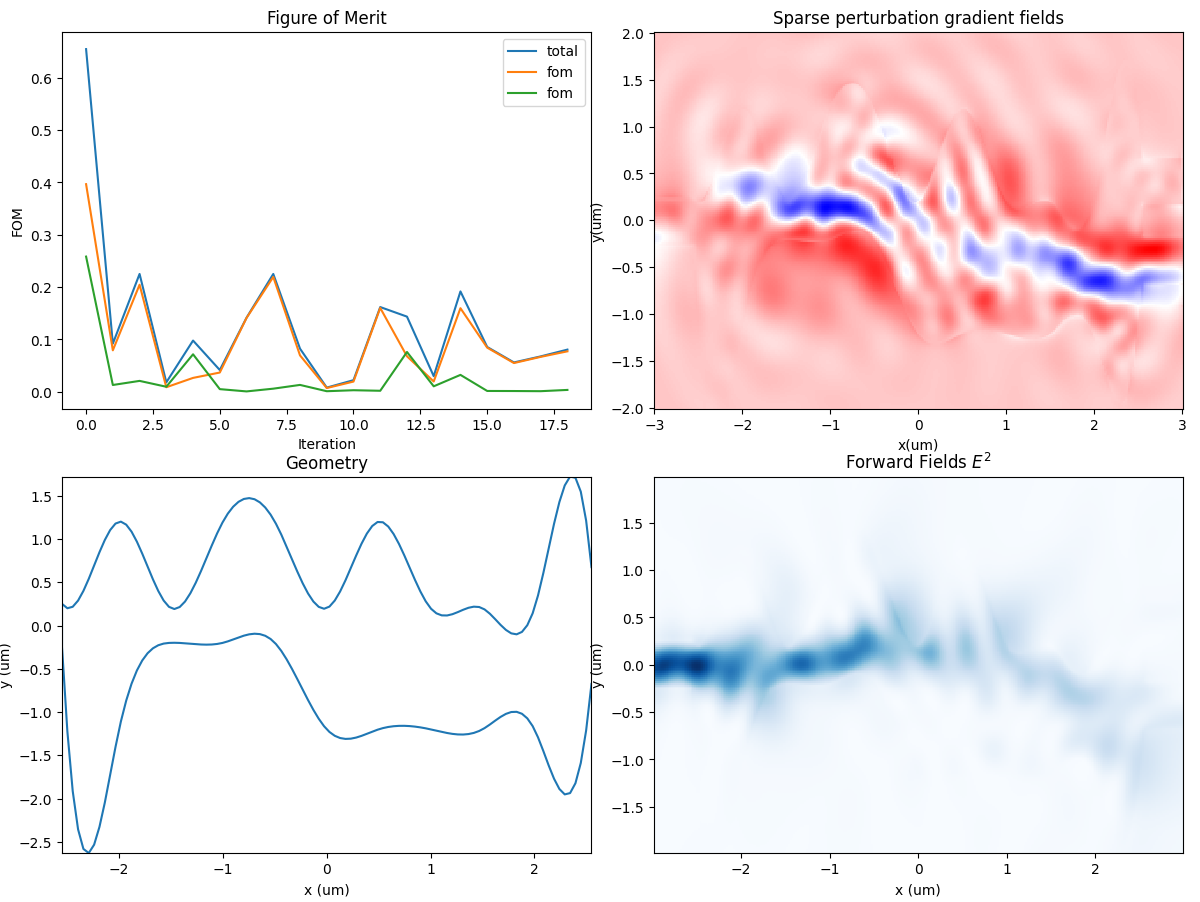 Figure of Merit
FOM
0.6
0.5
0.4
0.3
0.2
0.1
0.0
total
fom
fom
0.0 2.5 5.0 7.5 10.0 12.5 15.0 17.5
Iteration
Sparse perturbation gradient fields
y(um)
2.0
1.5
1.0
0.5
0.0
−0.5
−1.0
−1.5
−2.0
−3 −2 −1 0 1 2 3
x(um)
Geometry
y (um)
1.5
1.0
0.5
0.0
−0.5
−1.0
−1.5
−2.0
−2.5
−2 −1 0 1 2
x (um)
Forward Fields E²
y (um)
1.5
1.0
0.5
0.0
−0.5
−1.0
−1.5
−2 −1 0 1 2
x (um)